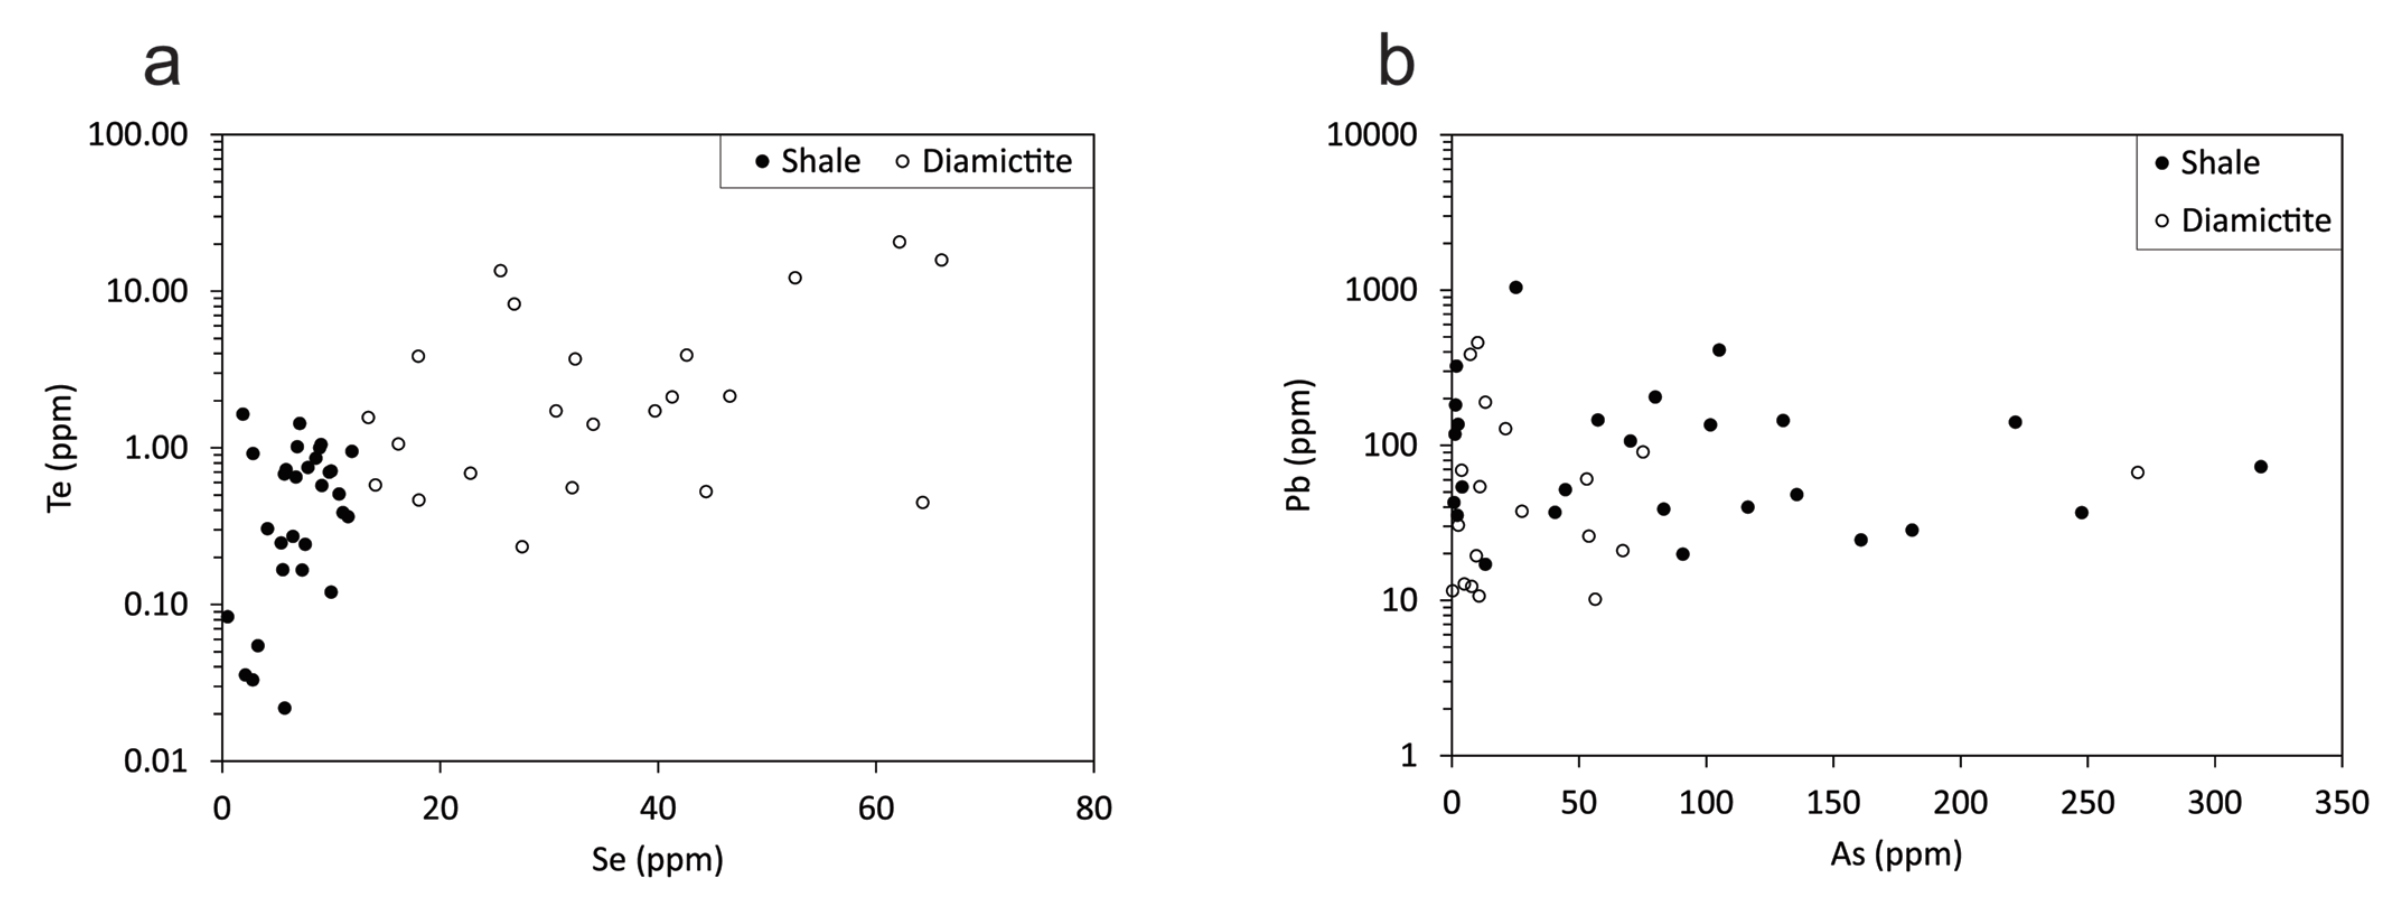 a
100.00
10.00
1.00
0.10
0.01
Te (ppm)
Shale Diamictite
0 20 40 60 80
Se (ppm)
b
10000
1000
100
10
1
Pb (ppm)
Shale
Diamictite
0 50 100 150 200 250 300 350
As (ppm)